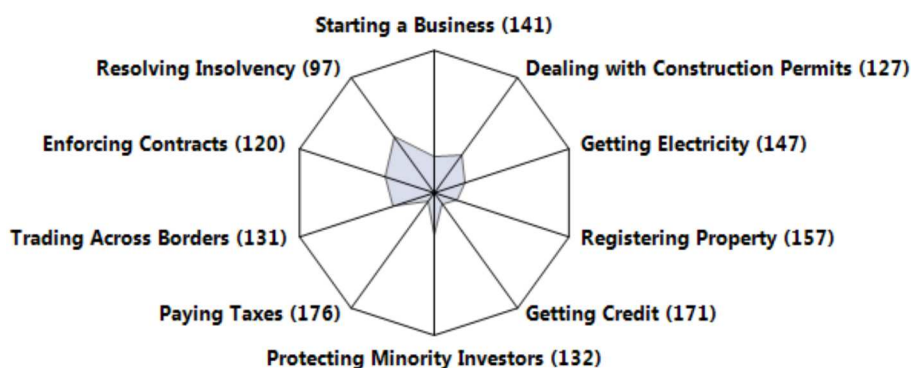 Starting a Business (141)
Resolving Insolvency (97)
Dealing with Construction Permits (127)
Enforcing Contracts (120)
Getting Electricity (147)
Trading Across Borders (131)
Registering Property (157)
Paying Taxes (176)
Getting Credit (171)
Protecting Minority Investors (132)